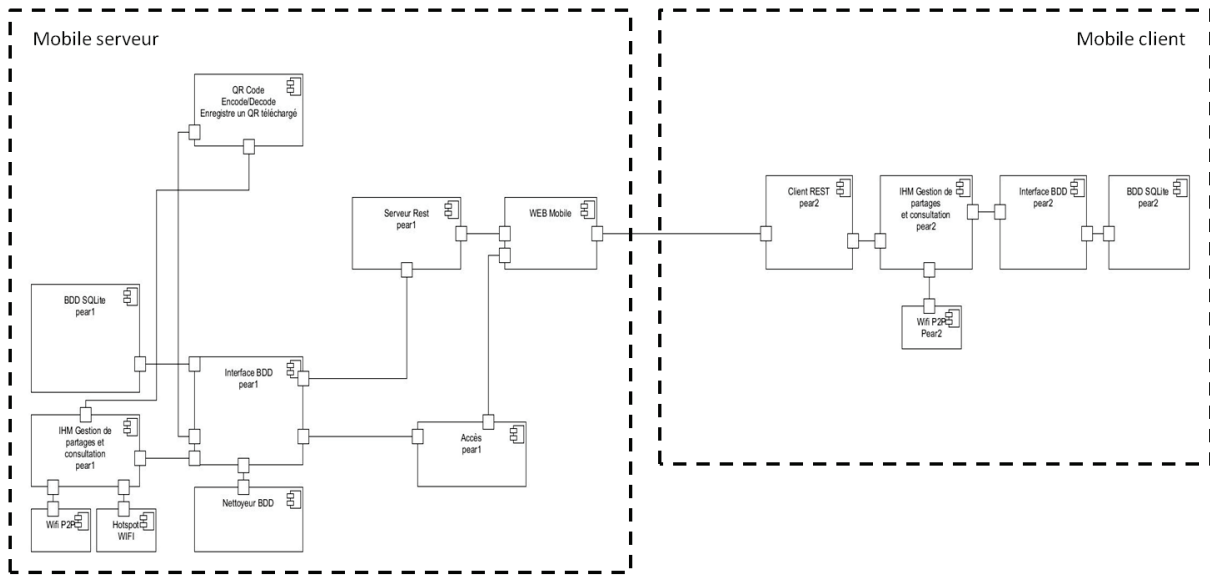 Mobile serveur
QR Code
Encode/Decode
Enregistre un QR téléchargé
Serveur Rest
pear1
WEB Mobile
BDD SQLite
pear1
Interface BDD
pear1
IHM Gestion de
partages et
consultation
pear1
Accés
pear1
Wifi P2P
Hotspot
WIFI
Nettoyeur BDD
Mobile client
Client REST
pear2
IHM Gestion de
partages
et consultation
pear2
Interface BDD
pear2
BDD SQLite
pear2
Wifi P2P
Pear2